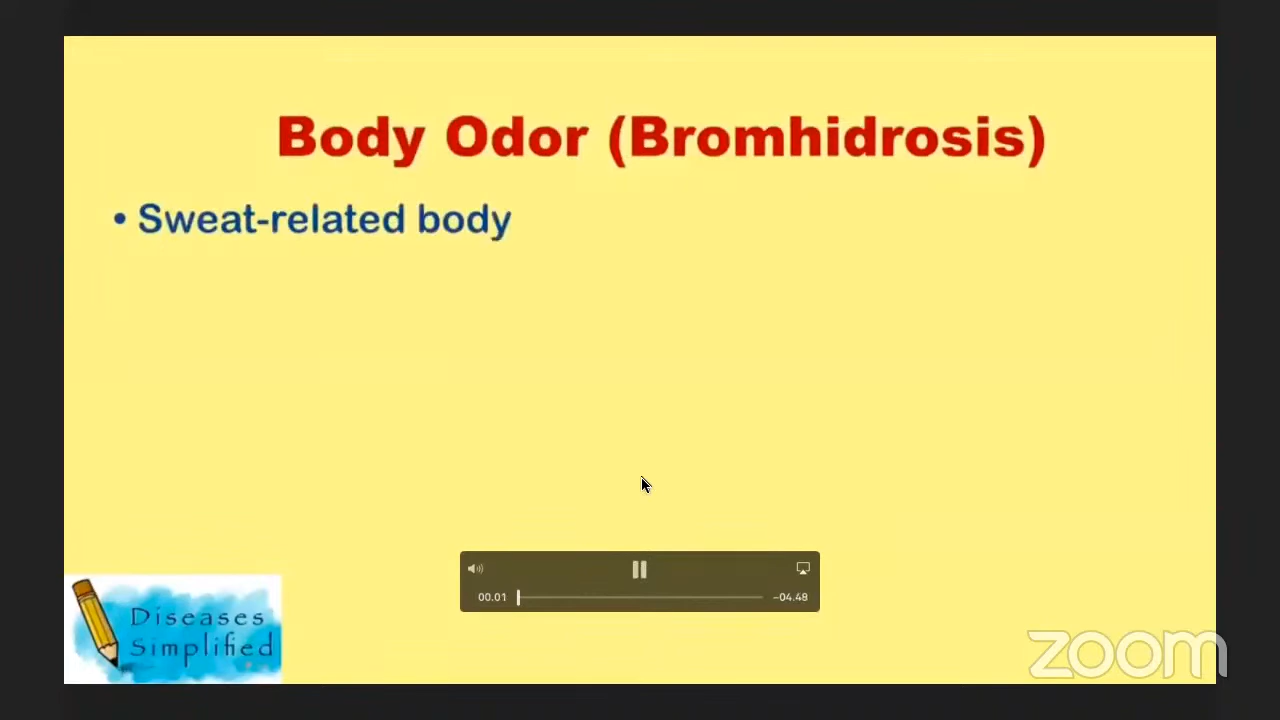 Body Odor (Bromhidrosis)
• Sweat-related body
00.01
-04.48
Diseases
Simplified
zoom